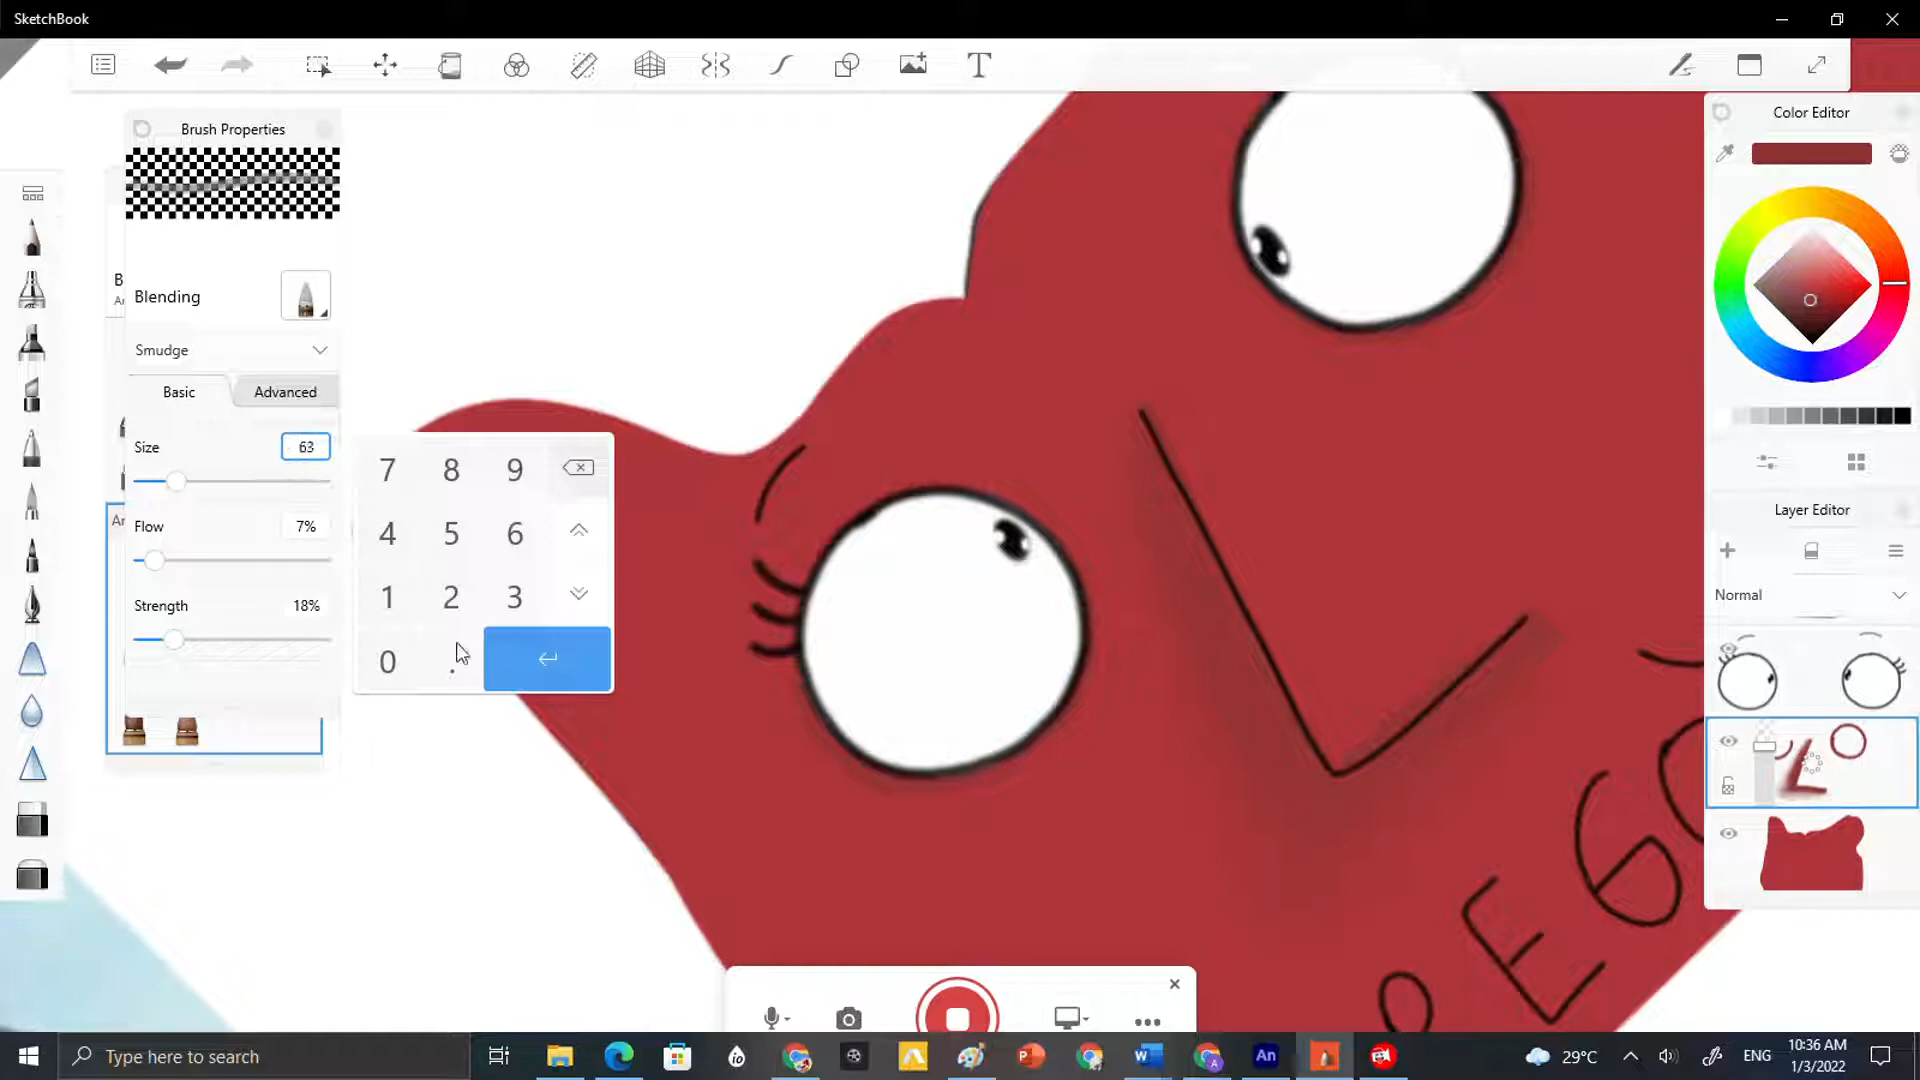 SketchBook
Brush Properties
Color Editor
B
Blending
Ar
Smudge
Basic
Advanced
Size
63
7 8 9
Layer Editor
Ar
Flow
7%
4 5 6
1 2 3
Normal
Strength
18%
0 .
Type here to search
29°C
ENG
10:36 AM
1/3/2022